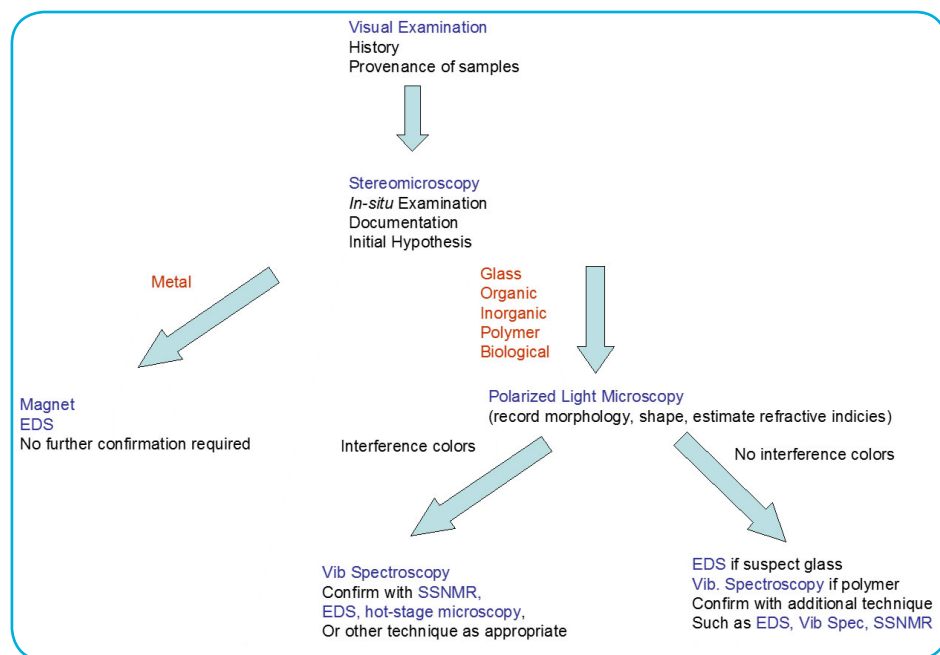 Visual Examination
History
Provenance of samples
Stereomicroscopy
In-situ Examination
Documentation
Initial Hypothesis
Metal
Glass
Organic
Inorganic
Polymer
Biological
Magnet
EDS
No further confirmation required
Polarized Light Microscopy
(record morphology, shape, estimate refractive indicies)
Interference colors
No interference colors
Vib Spectroscopy
Confirm with SSNMR,
EDS, hot-stage microscopy,
Or other technique as appropriate
EDS if suspect glass
Vib. Spectroscopy if polymer
Confirm with additional technique
Such as EDS, Vib Spec, SSNMR